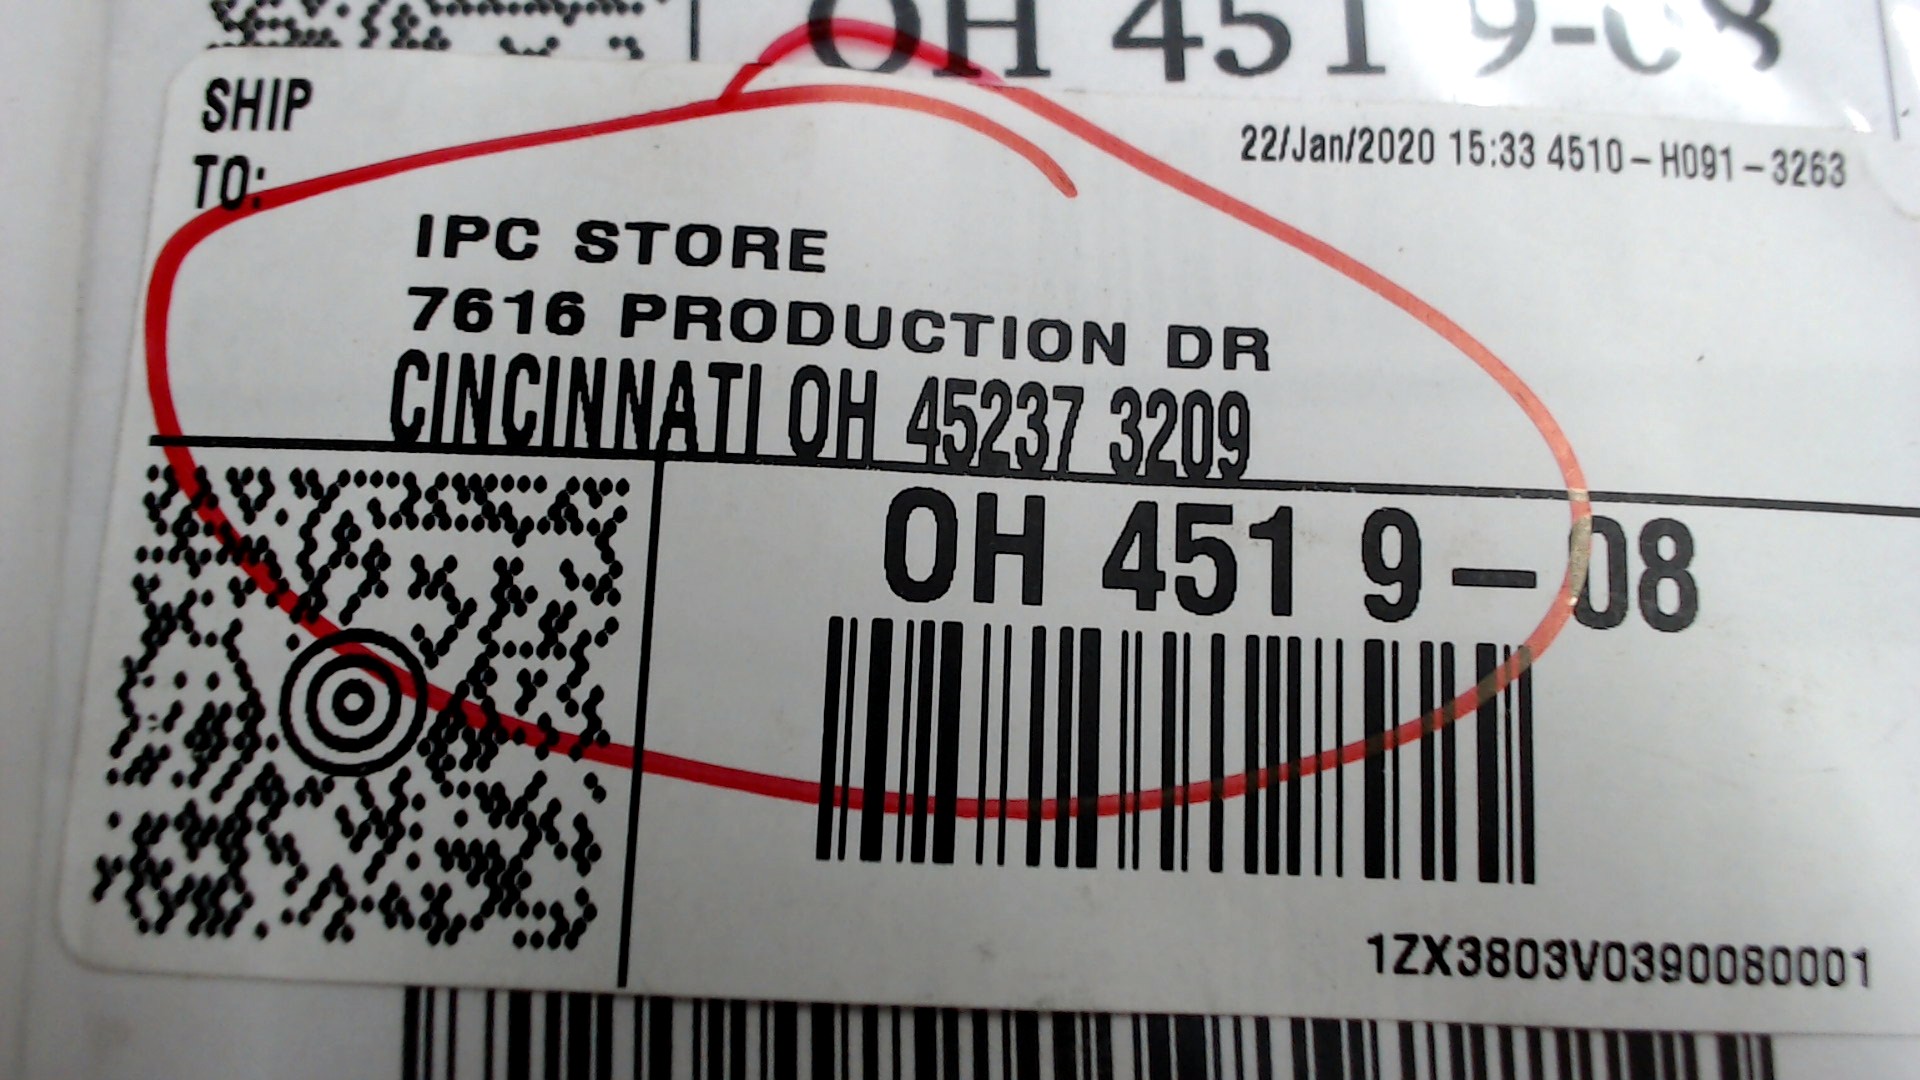 OH 451 9-08
SHIP
TO:
22/Jan/2020 15:33 4510-H091-3263
IPC STORE
7616 PRODUCTION DR
CINCINNATI OH 45237 3209
OH 451 9-08
1ZX3803V0390080001